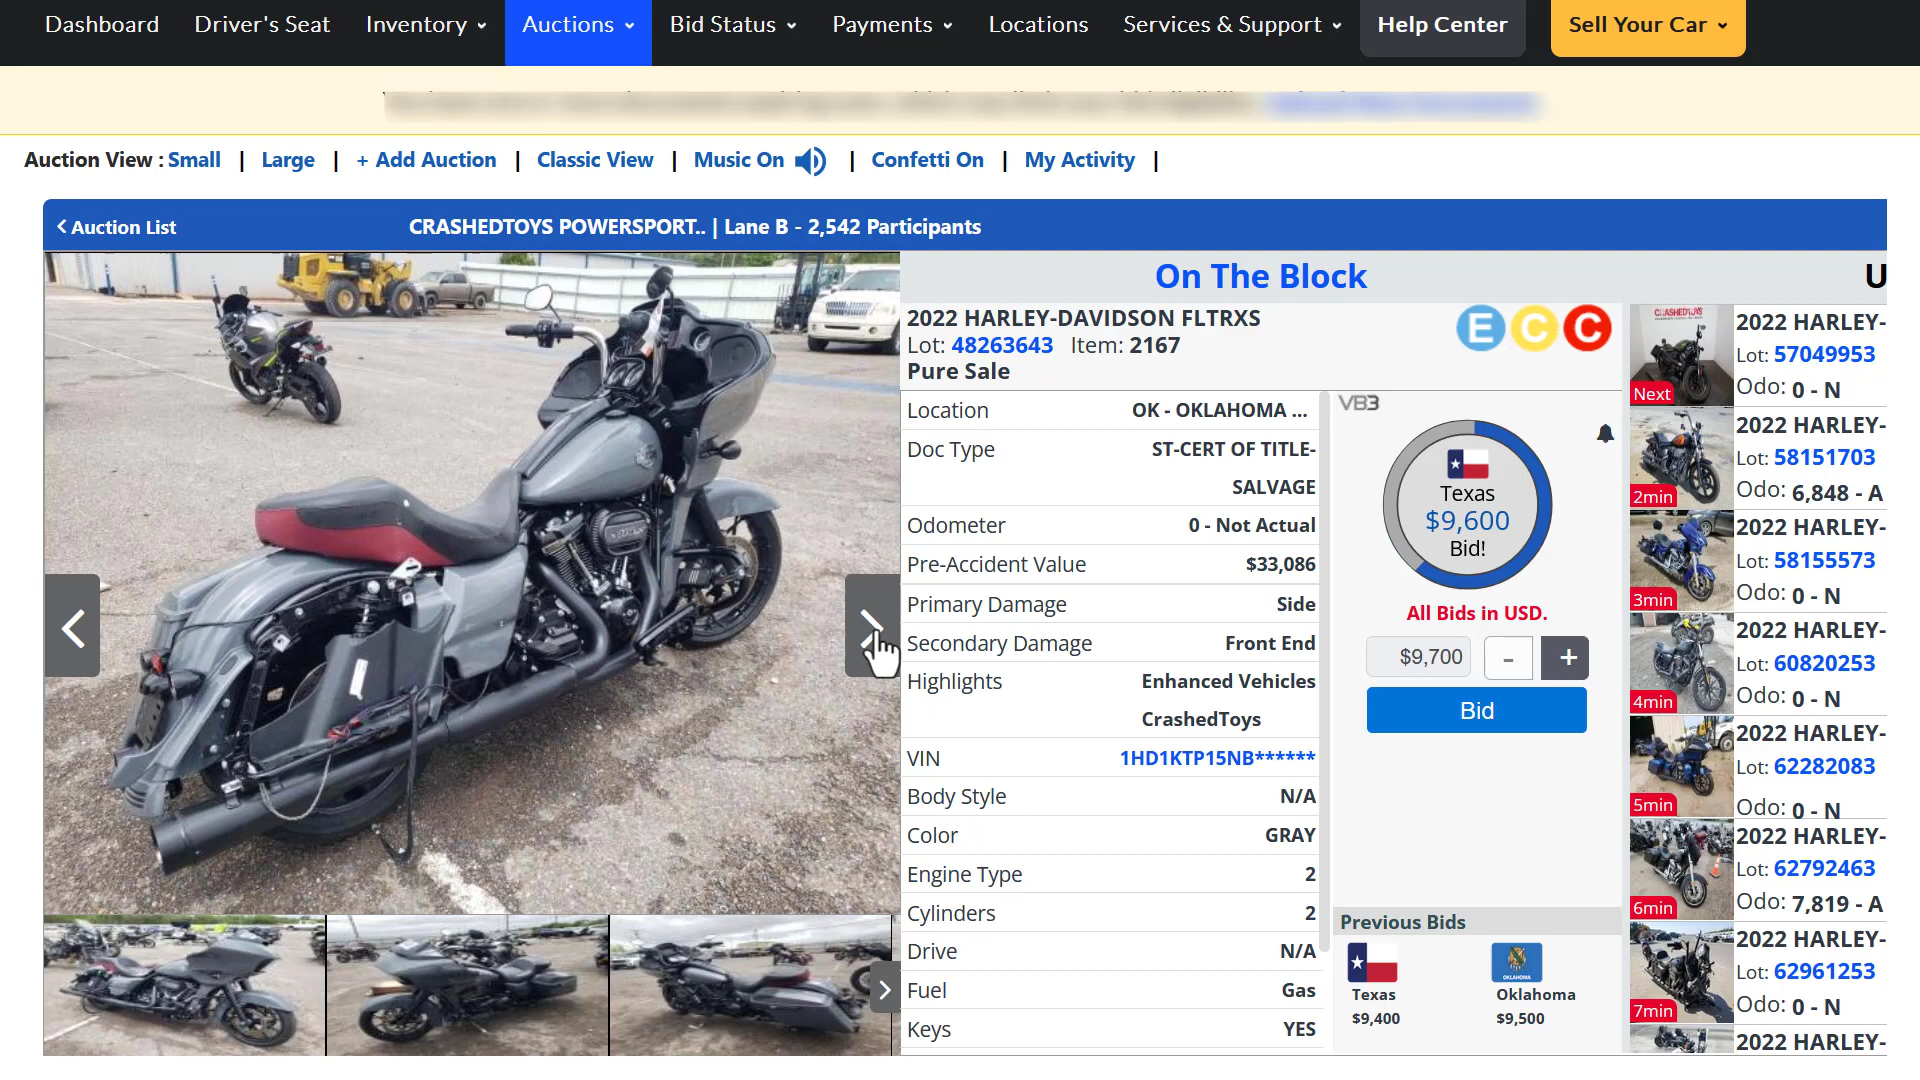 Dashboard
Driver's Seat
Inventory
Auctions
Bid Status
Payments
Locations
Services & Support
Help Center
Sell Your Car
Auction View : Small | Large | + Add Auction | Classic View | Music On | Confetti On | My Activity |
Auction List
CRASHEDTOYS POWERSPORT.. | Lane B - 2,542 Participants
On The Block
U
2022 HARLEY-DAVIDSON FLTRXS
Lot: 48263643 Item: 2167
Pure Sale
E C C
Location OK - OKLAHOMA ...
Doc Type ST-CERT OF TITLE-
SALVAGE
Odometer 0 - Not Actual
Pre-Accident Value $33,086
Primary Damage Side
Secondary Damage Front End
Highlights Enhanced Vehicles
CrashedToys
VIN 1HD1KTP15NB******
Body Style N/A
Color GRAY
Engine Type 2
Cylinders 2
Drive N/A
Fuel Gas
Keys YES
VB3
Texas
$9,600
Bid!
All Bids in USD.
$9,700 - +
Bid
Previous Bids
OKLAHOMA
Texas
$9,400
Oklahoma
$9,500
CRASHEDTOYS
Next
2022 HARLEY-
Lot: 57049953
Odo: 0 - N
2min
2022 HARLEY-
Lot: 58151703
Odo: 6,848 - A
3min
2022 HARLEY-
Lot: 58155573
Odo: 0 - N
4min
2022 HARLEY-
Lot: 60820253
Odo: 0 - N
5min
2022 HARLEY-
Lot: 62282083
Odo: 0 - N
6min
2022 HARLEY-
Lot: 62792463
Odo: 7,819 - A
7min
2022 HARLEY-
Lot: 62961253
Odo: 0 - N
2022 HARLEY-